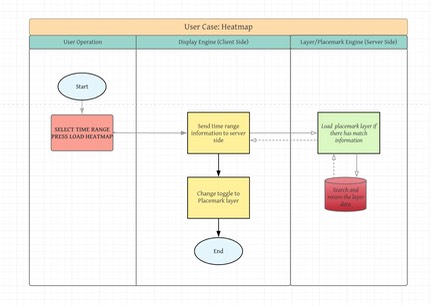 User Case: Heatmap
User Operation
Display Engine (Client Side)
Layer/Placemark Engine (Server Side)
Start
SELECT TIME RANGE
PRESS LOAD HEATMAP
Send time range
information to server
side
Load placemark layer if
there has match
information
Change toggle to
Placemark layer
Search and
return the layer
data
End